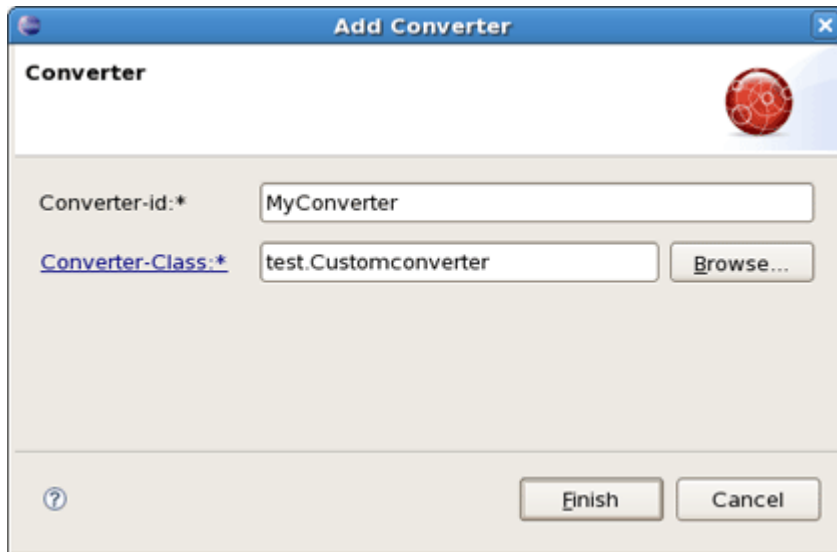 Add Converter
Converter
Converter-id:* MyConverter
Converter-Class:* test.Customconverter Browse...
? Finish Cancel